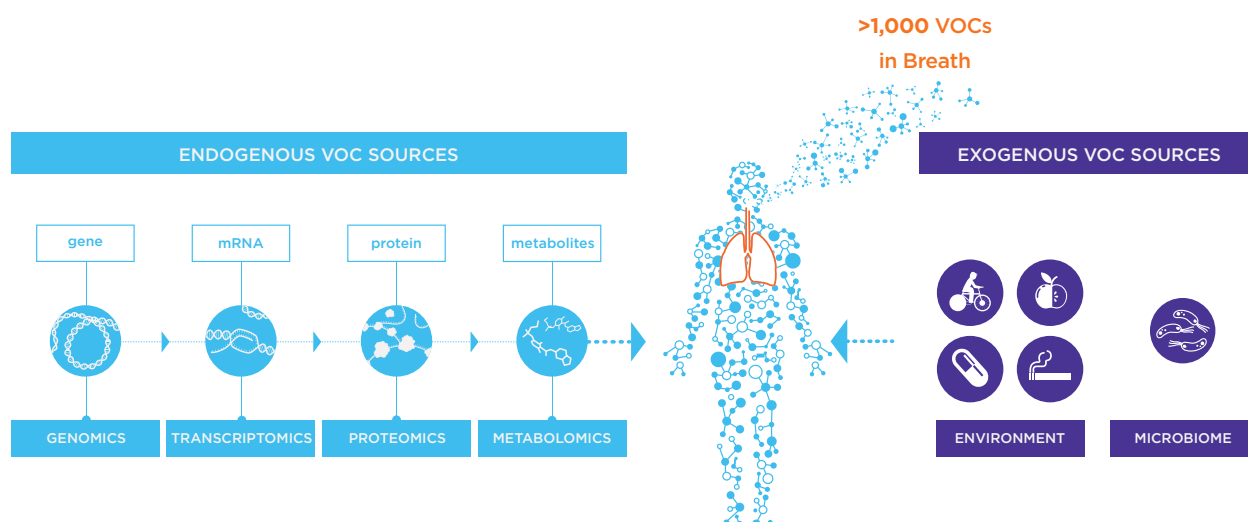 >1,000 VOCs
in Breath
ENDOGENOUS VOC SOURCES
EXOGENOUS VOC SOURCES
gene
mRNA
protein
metabolites
GENOMICS
TRANSCRIPTOMICS
PROTEOMICS
METABOLOMICS
ENVIRONMENT
MICROBIOME